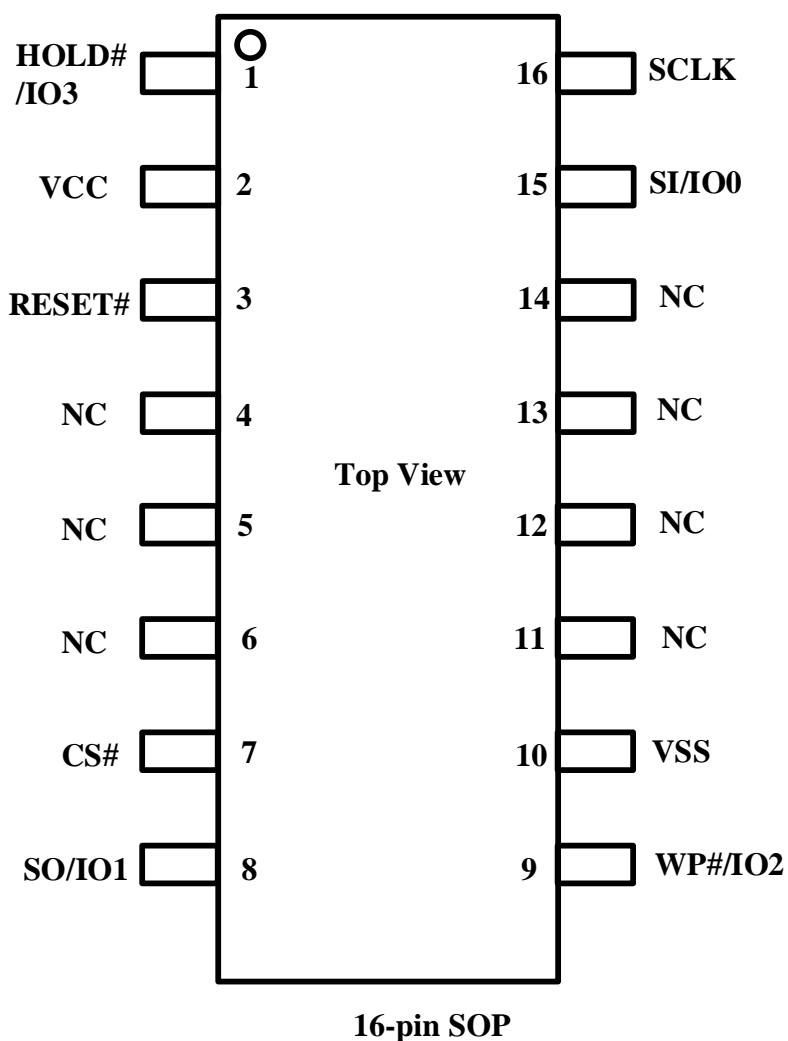 HOLD#
/IO3
1
16
SCLK
VCC
2
15
SI/IO0
RESET#
3
14
NC
NC
4
13
NC
Top View
NC
5
12
NC
NC
6
11
NC
CS#
7
10
VSS
SO/IO1
8
9
WP#/IO2
16-pin SOP